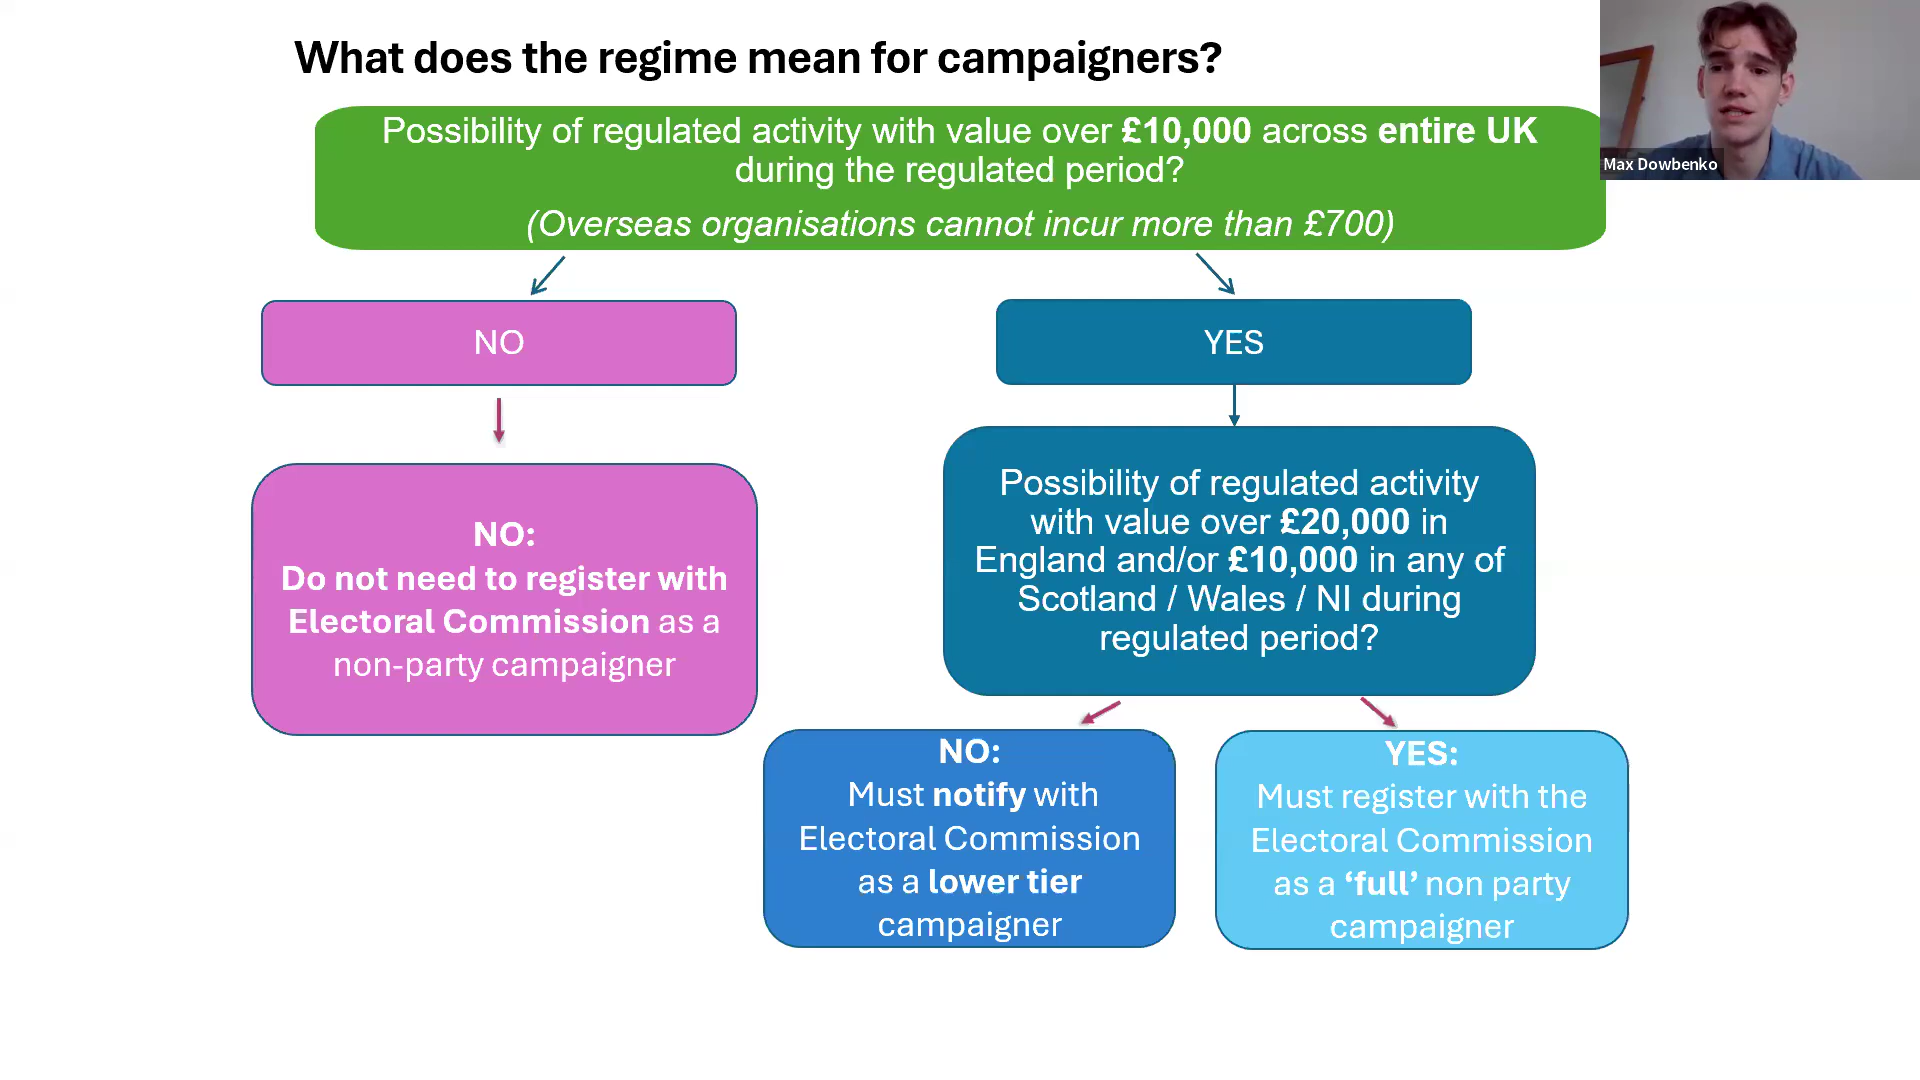 What does the regime mean for campaigners?
Possibility of regulated activity with value over £10,000 across entire UK
during the regulated period?
(Overseas organisations cannot incur more than £700)
Max Dowbenko
NO
YES
NO:
Do not need to register with
Electoral Commission as a
non-party campaigner
Possibility of regulated activity
with value over £20,000 in
England and/or £10,000 in any of
Scotland / Wales / NI during
regulated period?
NO:
Must notify with
Electoral Commission
as a lower tier
campaigner
YES:
Must register with the
Electoral Commission
as a ‘full’ non party
campaigner